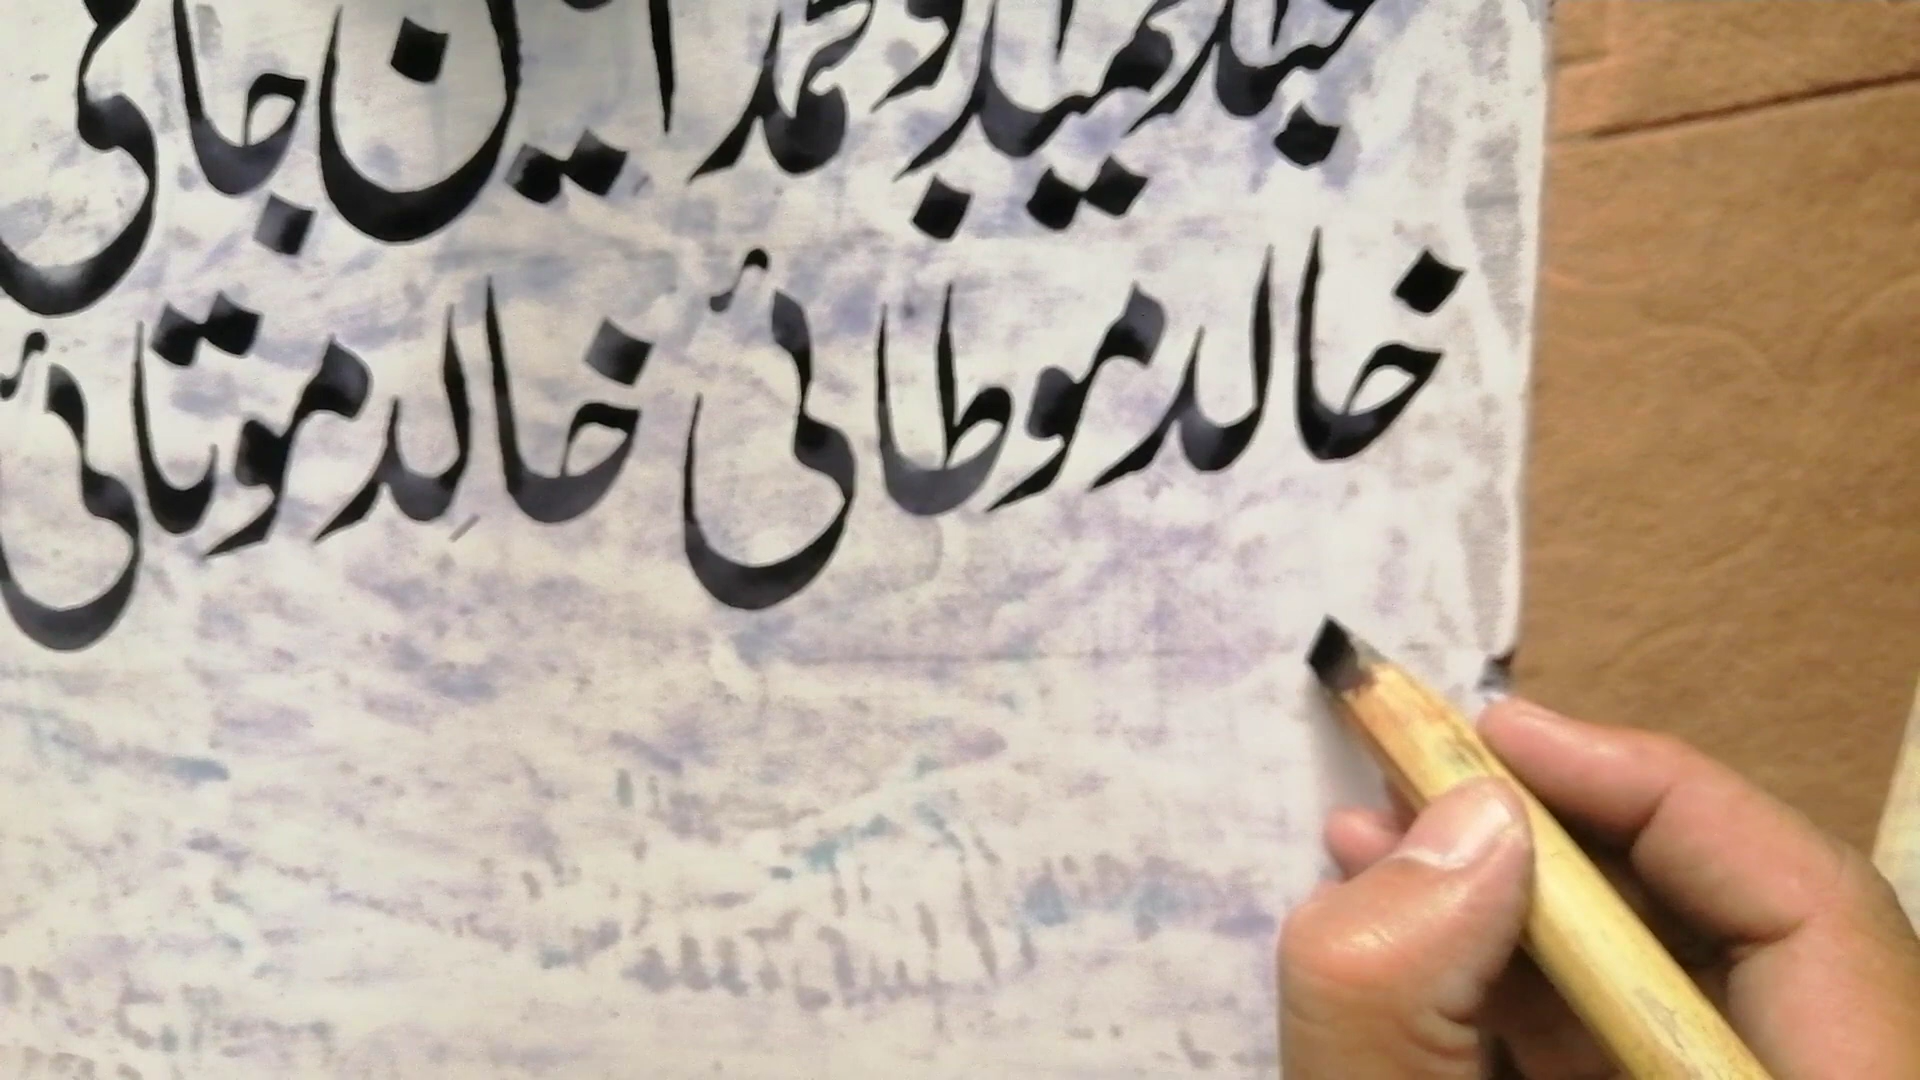 عبدالحمید و محمد امین جامی
خالد موطائی خالد موتائی